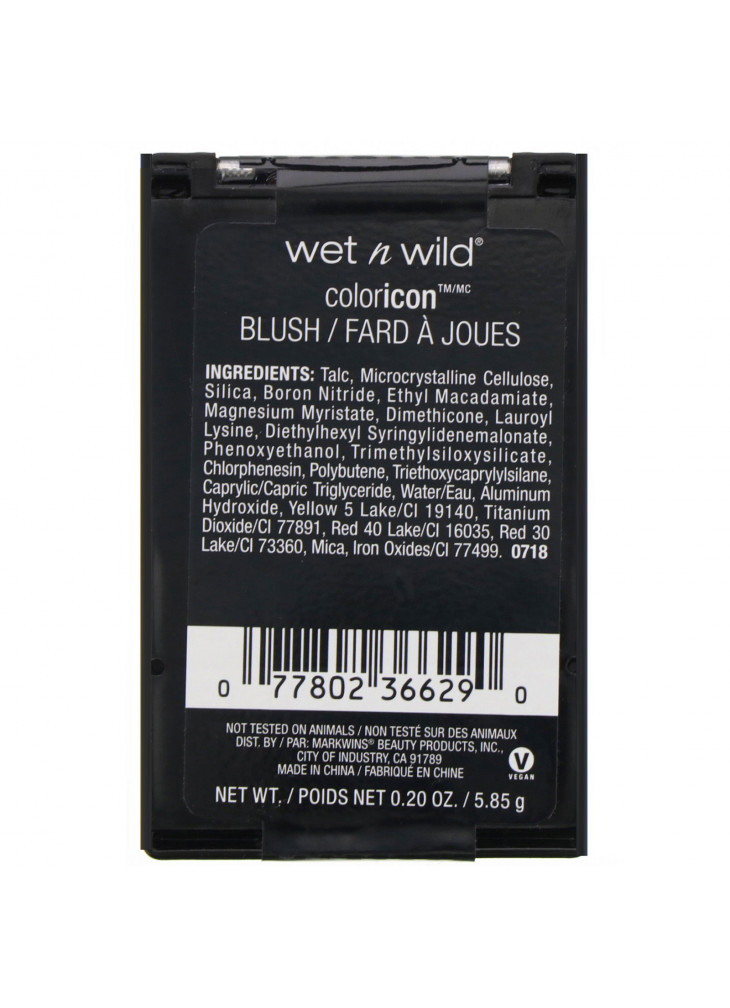 wet n wild®
coloricon™/MC
BLUSH / FARD À JOUES
INGREDIENTS: Talc, Microcrystalline Cellulose,
Silica, Boron Nitride, Ethyl Macadamiate,
Magnesium Myristate, Dimethicone, Lauroyl
Lysine, Diethylhexyl Syringylidenemalonate,
Phenoxyethanol, Trimethylsiloxysilicate,
Chlorphenesin, Polybutene, Triethoxycaprylylsilane,
Caprylic/Capric Triglyceride, Water/Eau, Aluminum
Hydroxide, Yellow 5 Lake/CI 19140, Titanium
Dioxide/CI 77891, Red 40 Lake/CI 16035, Red 30
Lake/CI 73360, Mica, Iron Oxides/CI 77499. 0718
0 77802 36629 0
NOT TESTED ON ANIMALS / NON TESTÉ SUR DES ANIMAUX
DIST. BY / PAR: MARKWINS® BEAUTY PRODUCTS, INC.,
CITY OF INDUSTRY, CA 91789
MADE IN CHINA / FABRIQUÉ EN CHINE
V
VEGAN
NET WT. / POIDS NET 0.20 OZ. / 5.85 g